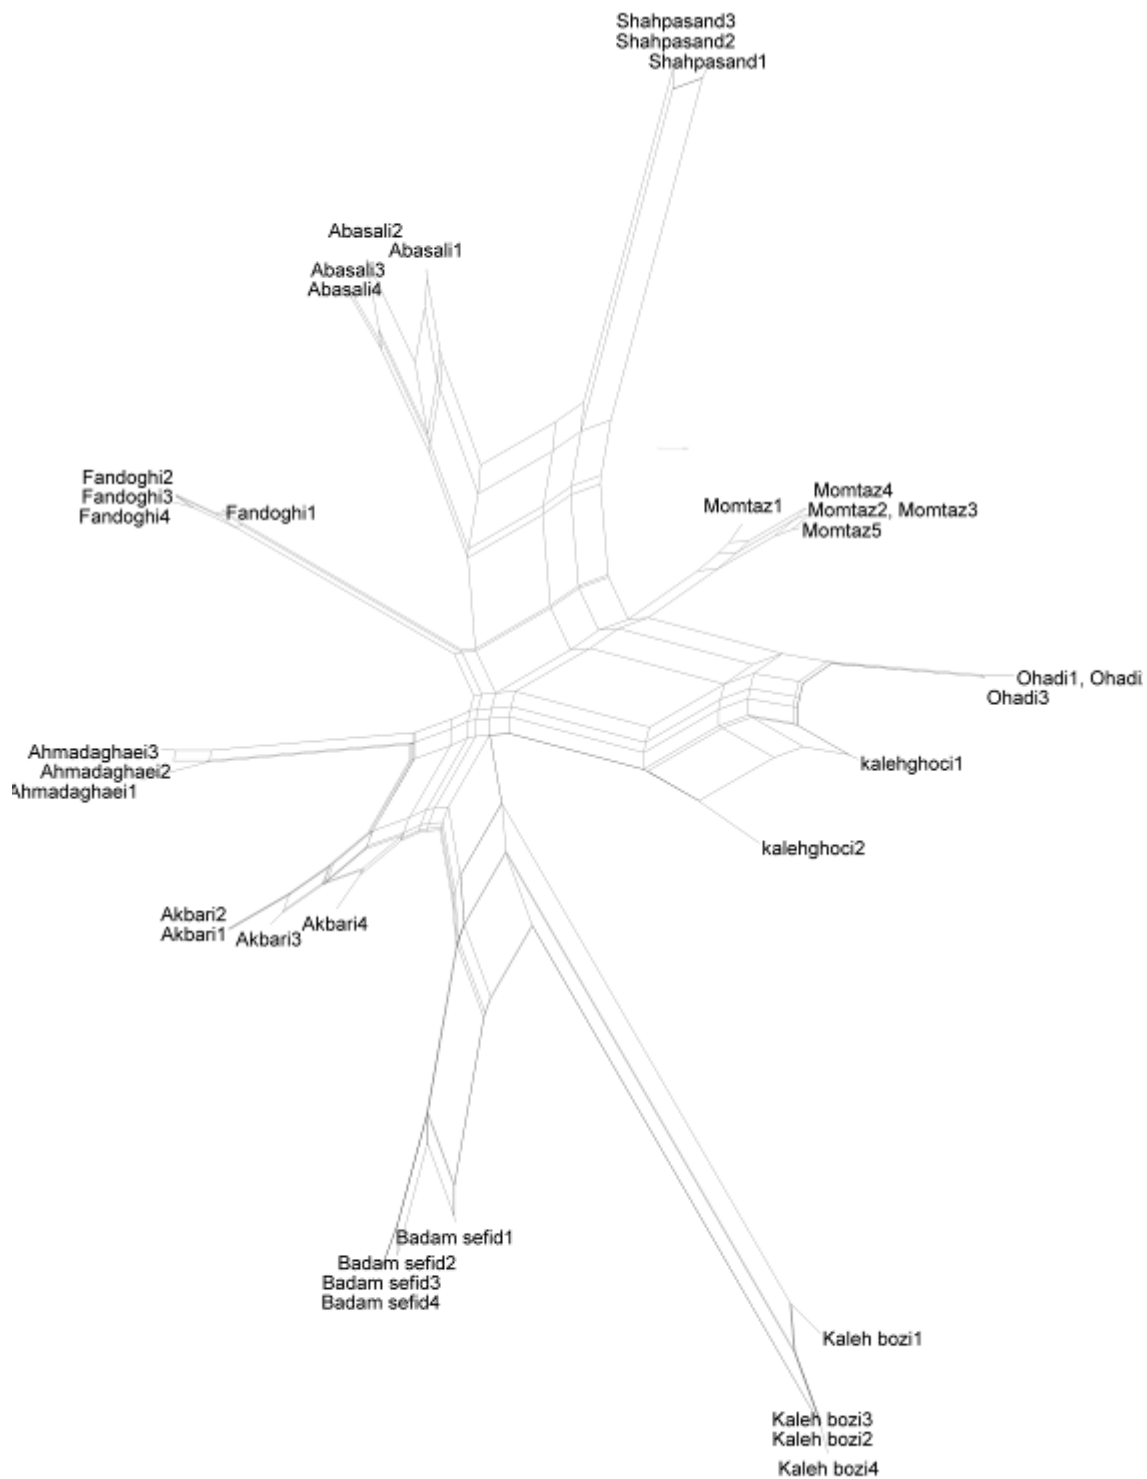 Shahpasand3
Shahpasand2
Shahpasand1
Abasali2
Abasali1
Abasali3
Abasali4
Fandoghi2
Fandoghi3
Fandoghi4
Fandoghi1
Momtaz1
Momtaz4
Momtaz2, Momtaz3
Momtaz5
Ohadi1, Ohadi
Ohadi3
Ahmadaghaei3
Ahmadaghaei2
Ahmadaghaei1
kalehghoci1
kalehghoci2
Akbari2
Akbari1
Akbari3
Akbari4
Badam sefid1
Badam sefid2
Badam sefid3
Badam sefid4
Kaleh bozi1
Kaleh bozi3
Kaleh bozi2
Kaleh bozi4